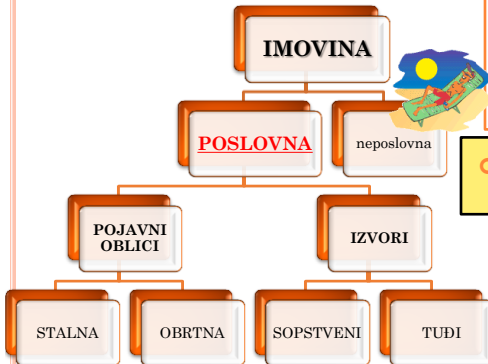 IMOVINA
POSLOVNA
neposlovna
POJAVNI
OBLICI
IZVORI
STALNA
OBRTNA
SOPSTVENI
TUĐI